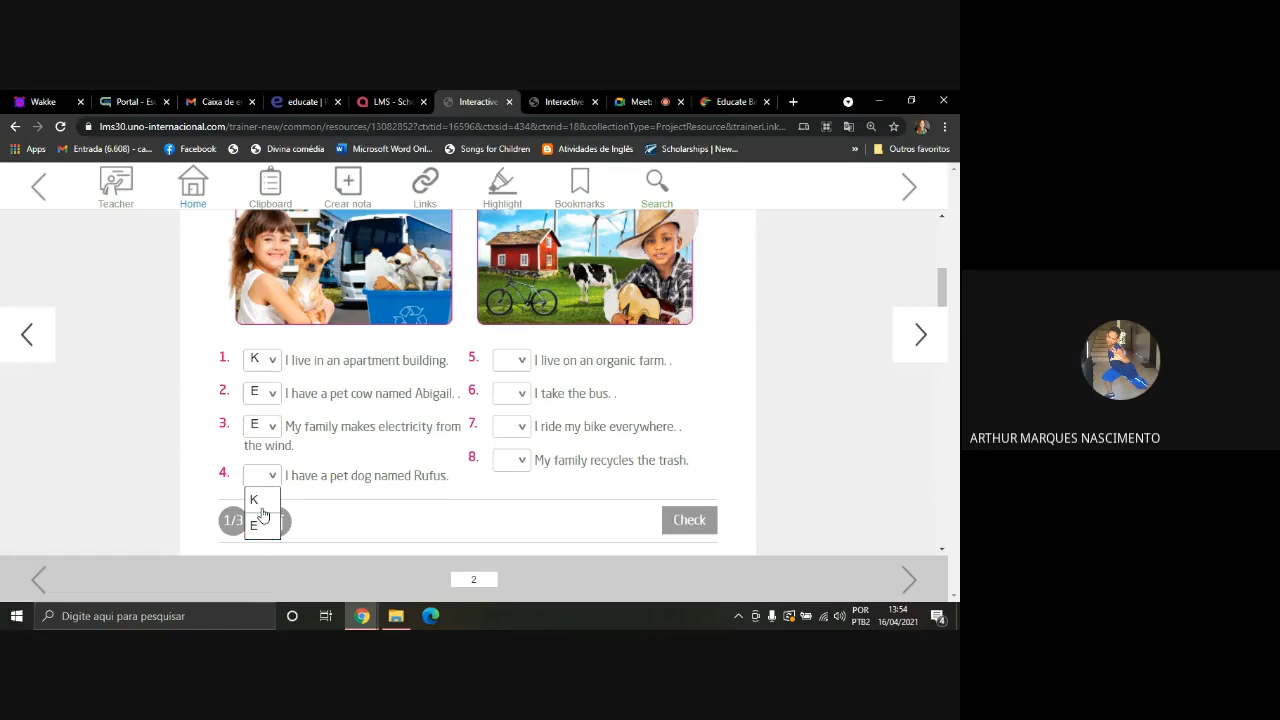 Wakke
Portal - Esc
Caixa de e
educate | P
LMS - Scho
Interactive
Interactive
Meet:
Educate Bi
lms30.uno-internacional.com/trainer-new/common/resources/13082852?ctxtid=16596&ctxsid=434&ctxrid=18&collectionType=ProjectResource&trainerLink...
Apps
Entrada (6.608) - ca...
Facebook
Divina comédia
Microsoft Word Onl...
Songs for Children
Atividades de Inglês
Scholarships | New...
»
Outros favoritos
Teacher
Home
Clipboard
Crear nota
Links
Highlight
Bookmarks
Search
1. K I live in an apartment building.
2. E I have a pet cow named Abigail. .
3. E My family makes electricity from
the wind.
4. I have a pet dog named Rufus.
K
E
5. I live on an organic farm. .
6. I take the bus. .
7. I ride my bike everywhere. .
8. My family recycles the trash.
1/3
Check
2
ARTHUR MARQUES NASCIMENTO
Digite aqui para pesquisar
POR
PTB2
13:54
16/04/2021
4